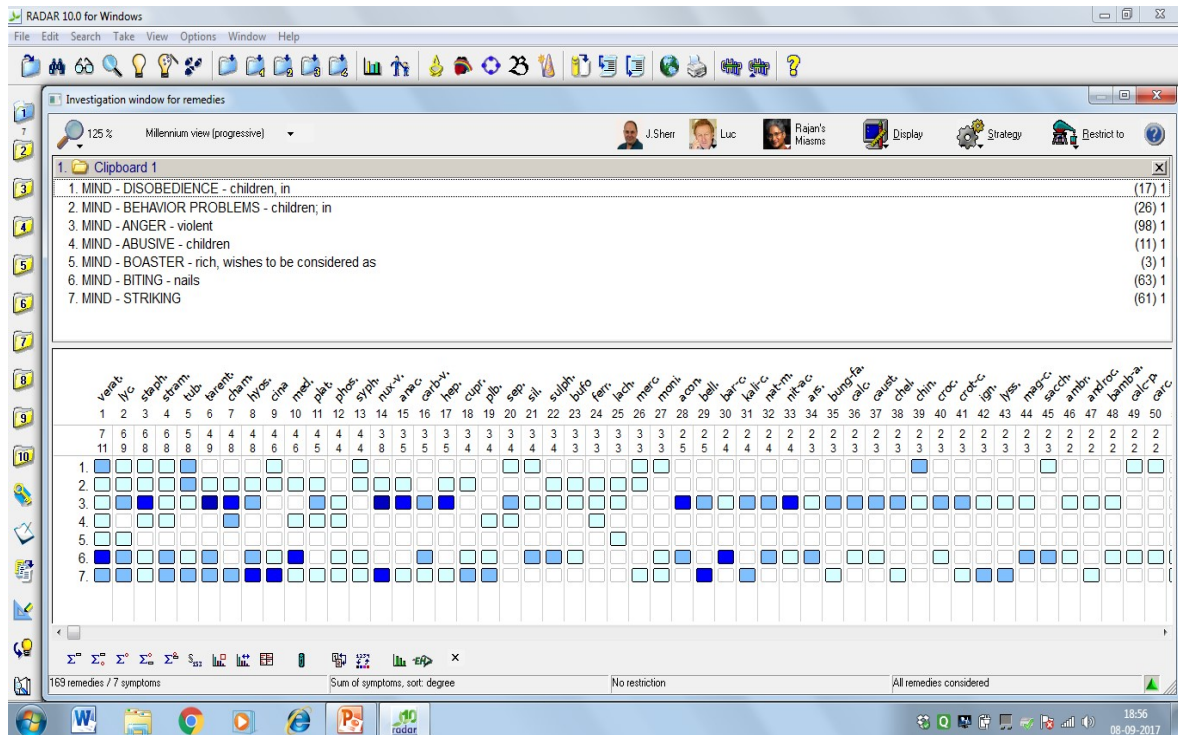 RADAR 10.0 for Windows
File Edit Search Take View Options Window Help
Investigation window for remedies
125 % Millennium view (progressive) J.Sherr Luc Rajan's Miasms Display Strategy Restrict to
1. Clipboard 1
1. MIND - DISOBEDIENCE - children, in (17) 1
2. MIND - BEHAVIOR PROBLEMS - children; in (26) 1
3. MIND - ANGER - violent (98) 1
4. MIND - ABUSIVE - children (11) 1
5. MIND - BOASTER - rich, wishes to be considered as (3) 1
6. MIND - BITING - nails (63) 1
7. MIND - STRIKING (61) 1
verat. lyc. staph. stram. tub. tarent. cham. hyos. cina med. plat. phos. syph. nux-v. anac. carb-v. hep. cupr. plb. sep. sil. sulph. bufo ferr. lach. merc moni acon. bell. bar-c. kali-c. nat-m. nit-ac. ars. bung-fa. calc caust. chel. chin. croc. crot-c. ign. lyss. mag-c. sacch. ambr. androc. bamb-a. calc-p. carc.
1 2 3 4 5 6 7 8 9 10 11 12 13 14 15 16 17 18 19 20 21 22 23 24 25 26 27 28 29 30 31 32 33 34 35 36 37 38 39 40 41 42 43 44 45 46 47 48 49 50
7 6 6 6 5 4 4 4 4 4 4 4 4 3 3 3 3 3 3 3 3 3 3 3 3 3 3 2 2 2 2 2 2 2 2 2 2 2 2 2 2 2 2 2 2 2 2 2 2 2
11 9 8 8 8 9 8 8 6 6 5 4 4 8 5 5 5 4 4 4 4 4 3 3 3 3 3 5 5 4 4 4 4 3 3 3 3 3 3 3 3 3 3 3 3 2 2 2 2 2
1.
2.
3.
4.
5.
6.
7.
169 remedies / 7 symptoms Sum of symptoms, sort: degree No restriction All remedies considered
18:56
08-09-2017
1
7
2
3
4
5
6
7
8
9
10
radar